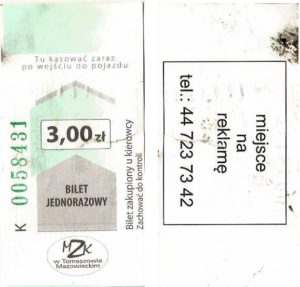 Tu kasować zaraz
po wejściu do pojazdu
3,00 zł
BILET
JEDNORAZOWY
Bilet zakupiony u kierowcy
Zachować do kontroli
K 0058431
MZK
w Tomaszowie
Mazowieckim
miejsce
na
reklamę
tel.: 44 723 73 42